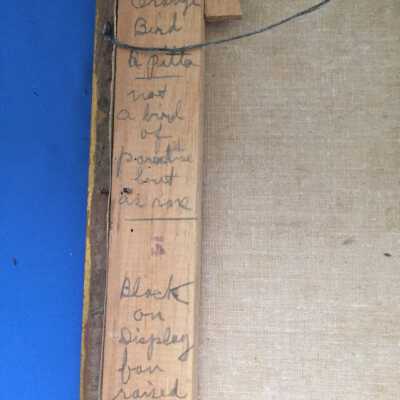 Orange
Bird
A pitta
not
a bird
of
paradise
but
as rare
Black
on
Display
fan
raised